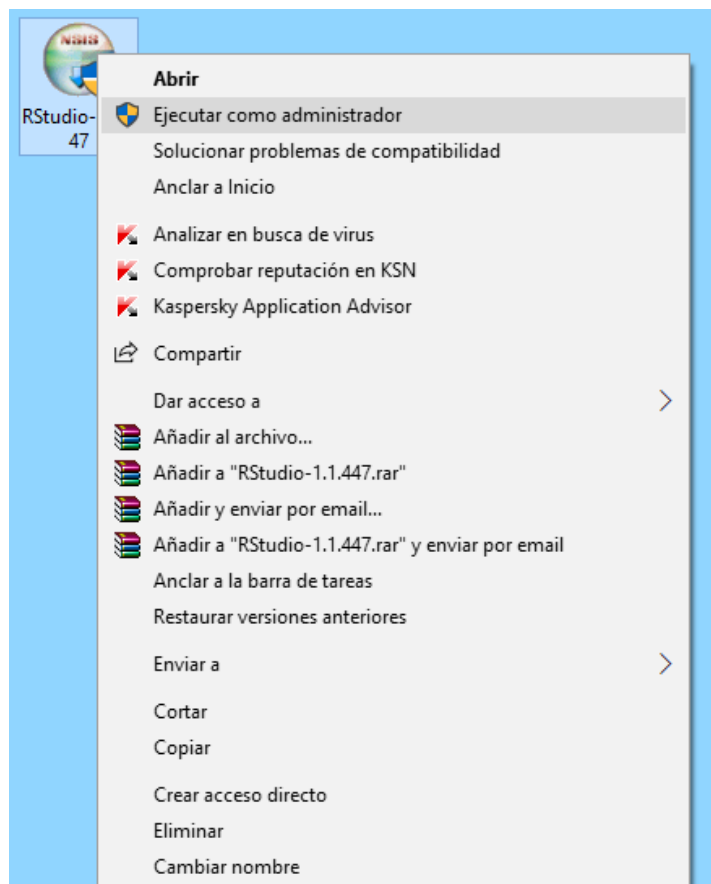 NSIS
RStudio-
47
Abrir
Ejecutar como administrador
Solucionar problemas de compatibilidad
Anclar a Inicio
Analizar en busca de virus
Comprobar reputación en KSN
Kaspersky Application Advisor
Compartir
Dar acceso a
Añadir al archivo...
Añadir a "RStudio-1.1.447.rar"
Añadir y enviar por email...
Añadir a "RStudio-1.1.447.rar" y enviar por email
Anclar a la barra de tareas
Restaurar versiones anteriores
Enviar a
Cortar
Copiar
Crear acceso directo
Eliminar
Cambiar nombre